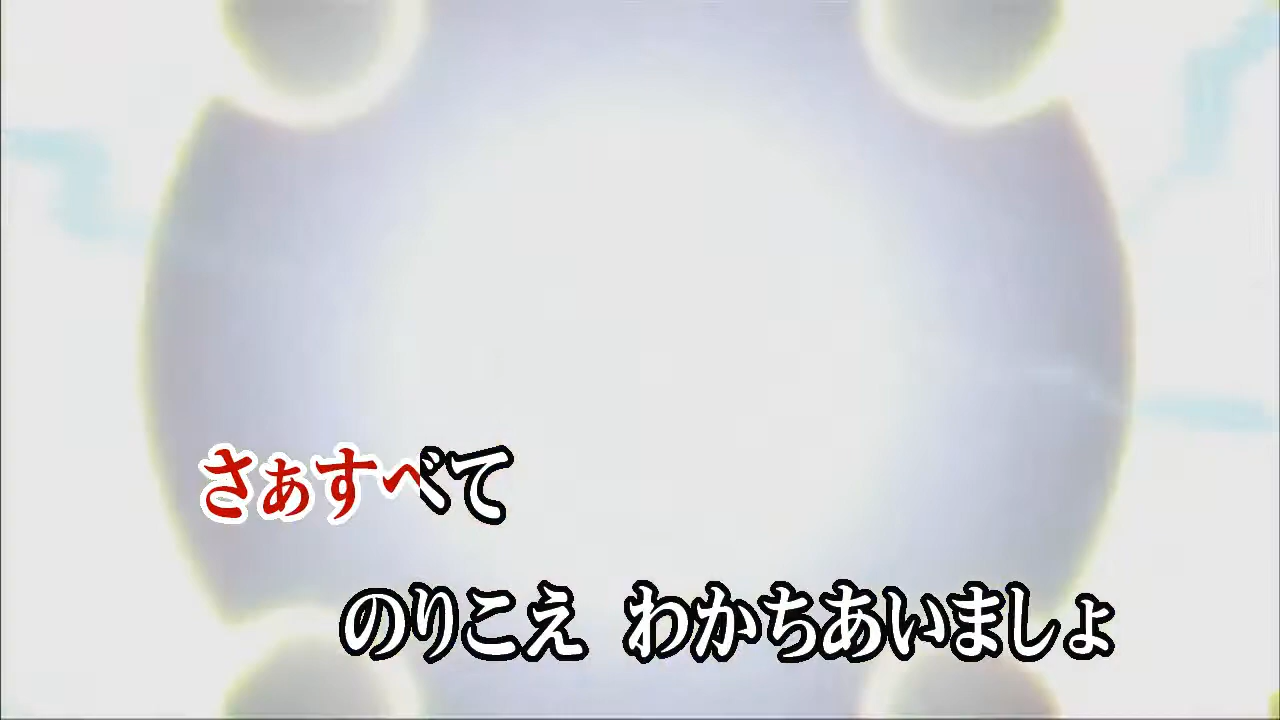 さぁすべて
のりこえ わかちあいましょ